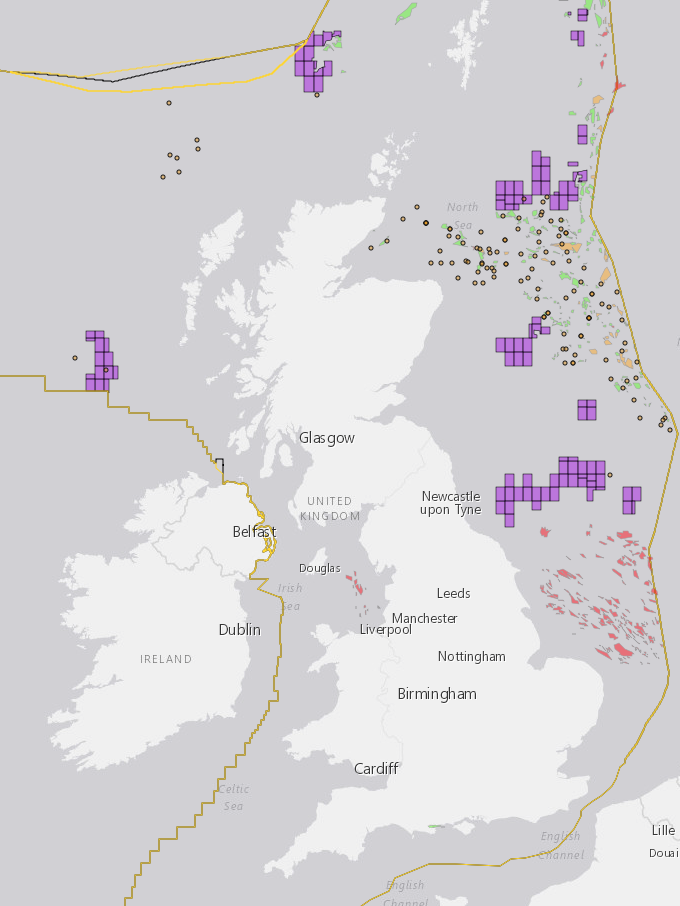 North
Sea
Glasgow
UNITED
KINGDOM
Newcastle
upon Tyne
Belfast
Douglas
Irish
Sea
Leeds
Manchester
Dublin
Liverpool
IRELAND
Nottingham
Birmingham
Cardiff
Celtic
Sea
Lille
English
Channel
Douai
English
Channel